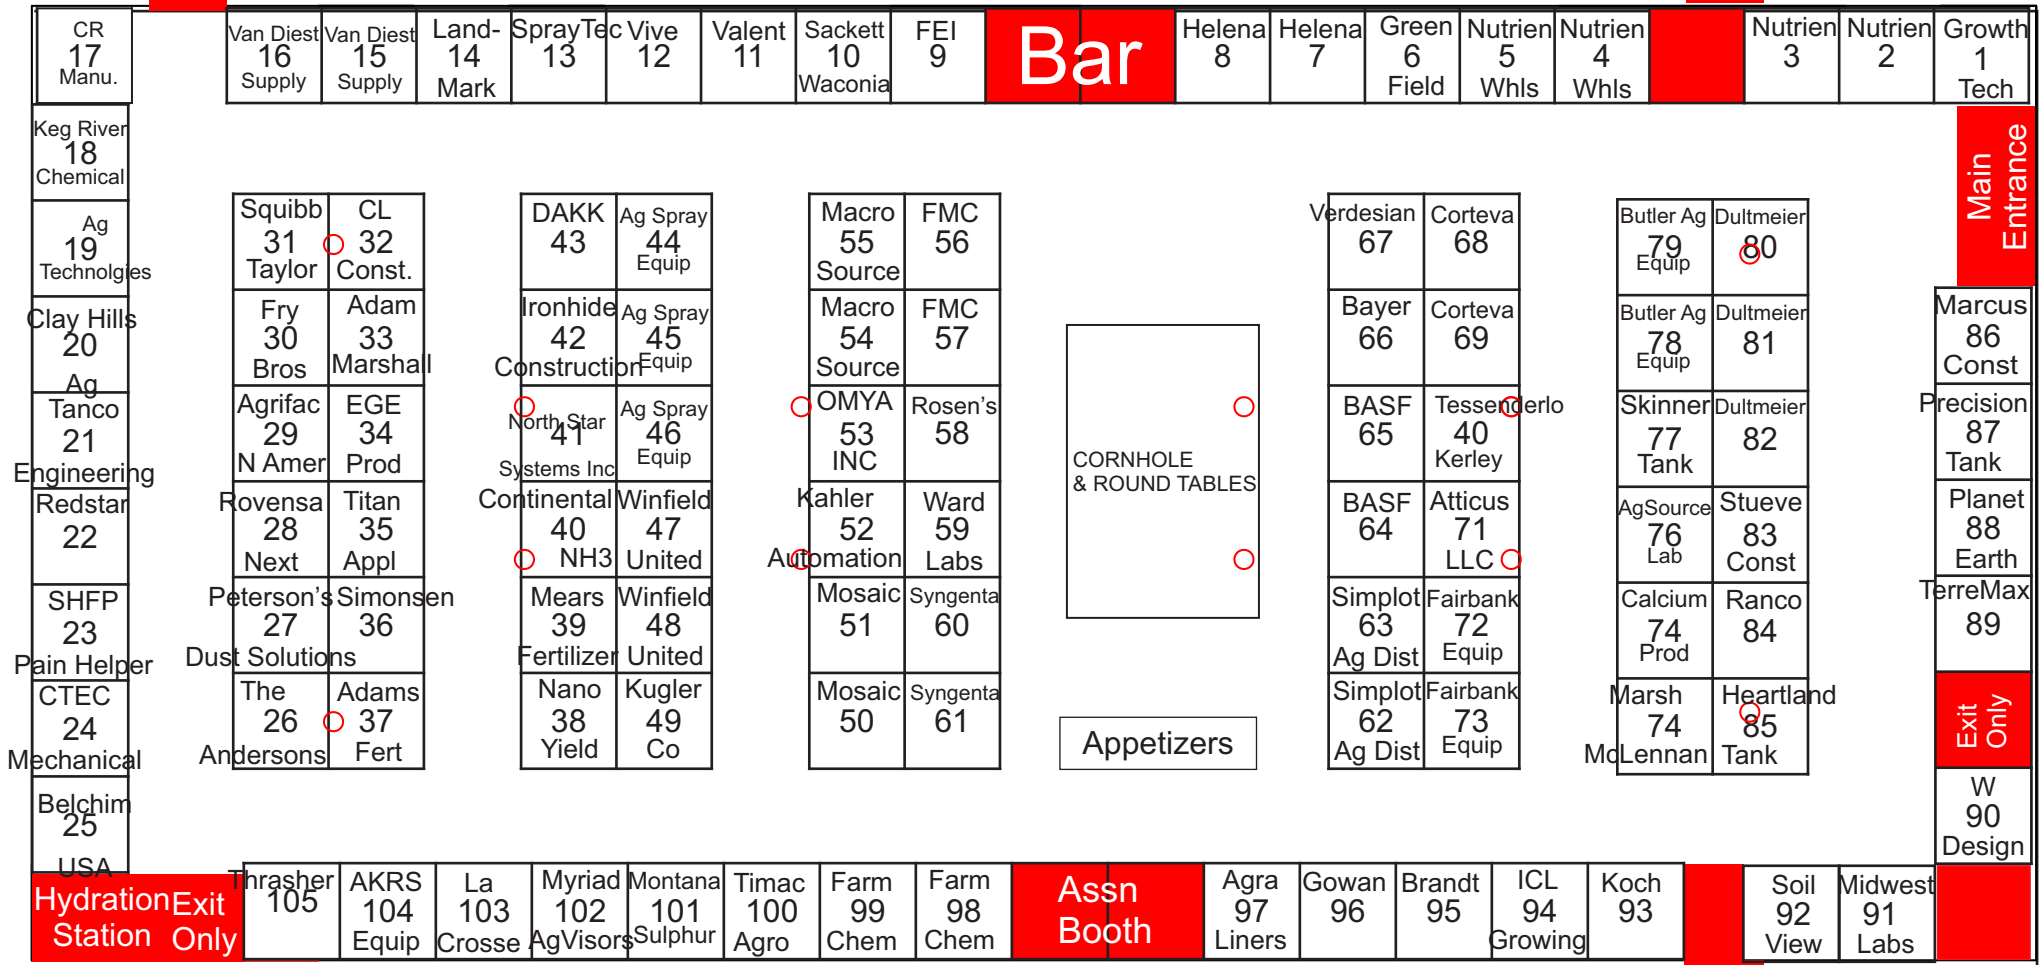 CR
17
Manu.
Van Diest
16
Supply
Van Diest
15
Supply
Land-
14
Mark
SprayTec
13
Vive
12
Valent
11
Sackett
10
Waconia
FEI
9
Bar
Helena
8
Helena
7
Green
6
Field
Nutrien
5
Whls
Nutrien
4
Whls
Nutrien
3
Nutrien
2
Growth
1
Tech
Main
Entrance
Keg River
18
Chemical
Ag
19
Technolgies
Clay Hills
20
Ag
Tanco
21
Engineering
Redstar
22
SHFP
23
Pain Helper
CTEC
24
Mechanical
Belchim
25
USA
Squibb
31
Taylor
CL
32
Const.
Fry
30
Bros
Adam
33
Marshall
Agrifac
29
N Amer
EGE
34
Prod
Rovensa
28
Next
Titan
35
Appl
Peterson's
27
Dust Solutions
Simonsen
36
The
26
Andersons
Adams
37
Fert
DAKK
43
Ag Spray
44
Equip
Ironhide
42
Construction
Ag Spray
45
Equip
North Star
41
Systems Inc
Ag Spray
46
Equip
Continental
40
NH3
Winfield
47
United
Mears
39
Fertilizer
Winfield
48
United
Nano
38
Yield
Kugler
49
Co
Macro
55
Source
FMC
56
Macro
54
Source
FMC
57
OMYA
53
INC
Rosen's
58
Kahler
52
Automation
Ward
59
Labs
Mosaic
51
Syngenta
60
Mosaic
50
Syngenta
61
CORNHOLE
& ROUND TABLES
Appetizers
Verdesian
67
Corteva
68
Bayer
66
Corteva
69
BASF
65
Tessenderlo
40
Kerley
BASF
64
Atticus
71
LLC
Simplot
63
Ag Dist
Fairbank
72
Equip
Simplot
62
Ag Dist
Fairbank
73
Equip
Butler Ag
79
Equip
Dultmeier
80
Butler Ag
78
Equip
Dultmeier
81
Skinner
77
Tank
Dultmeier
82
AgSource
76
Lab
Stueve
83
Const
Calcium
74
Prod
Ranco
84
Marsh
74
McLennan
Heartland
85
Tank
Marcus
86
Const
Precision
87
Tank
Planet
88
Earth
TerreMax
89
Exit
Only
W
90
Design
Hydration
Station
Exit
Only
Thrasher
105
AKRS
104
Equip
La
103
Crosse
Myriad
102
AgVisors
Montana
101
Sulphur
Timac
100
Agro
Farm
99
Chem
Farm
98
Chem
Assn
Booth
Agra
97
Liners
Gowan
96
Brandt
95
ICL
94
Growing
Koch
93
Soil
92
View
Midwest
91
Labs